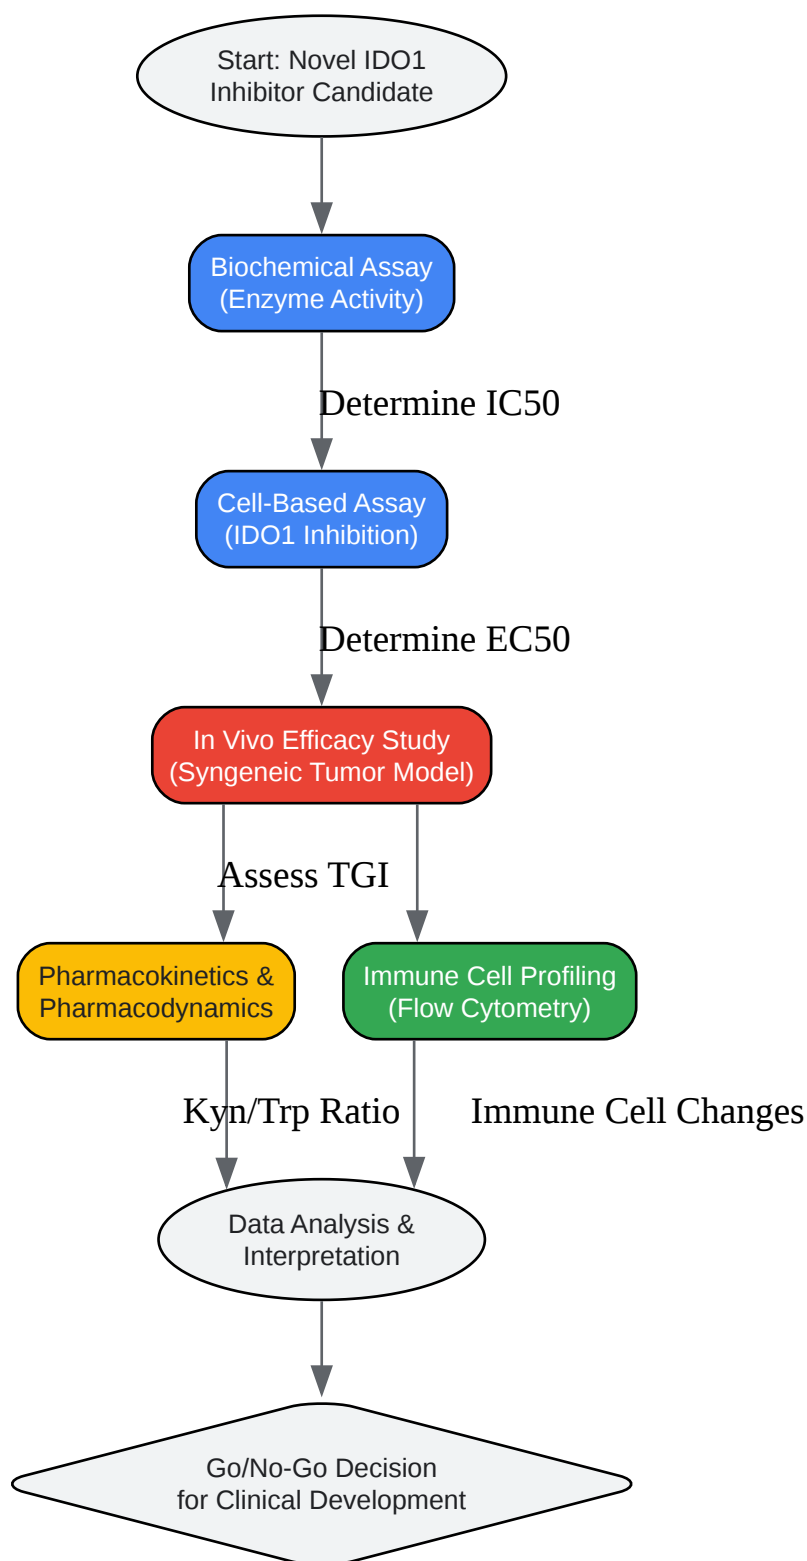 Start: Novel IDO1
Inhibitor Candidate
Biochemical Assay
(Enzyme Activity)
Determine IC50
Cell-Based Assay
(IDO1 Inhibition)
Determine EC50
In Vivo Efficacy Study
(Syngeneic Tumor Model)
Assess TGI
Pharmacokinetics &
Pharmacodynamics
Immune Cell Profiling
(Flow Cytometry)
Kyn/Trp Ratio
Immune Cell Changes
Data Analysis &
Interpretation
Go/No-Go Decision
for Clinical Development